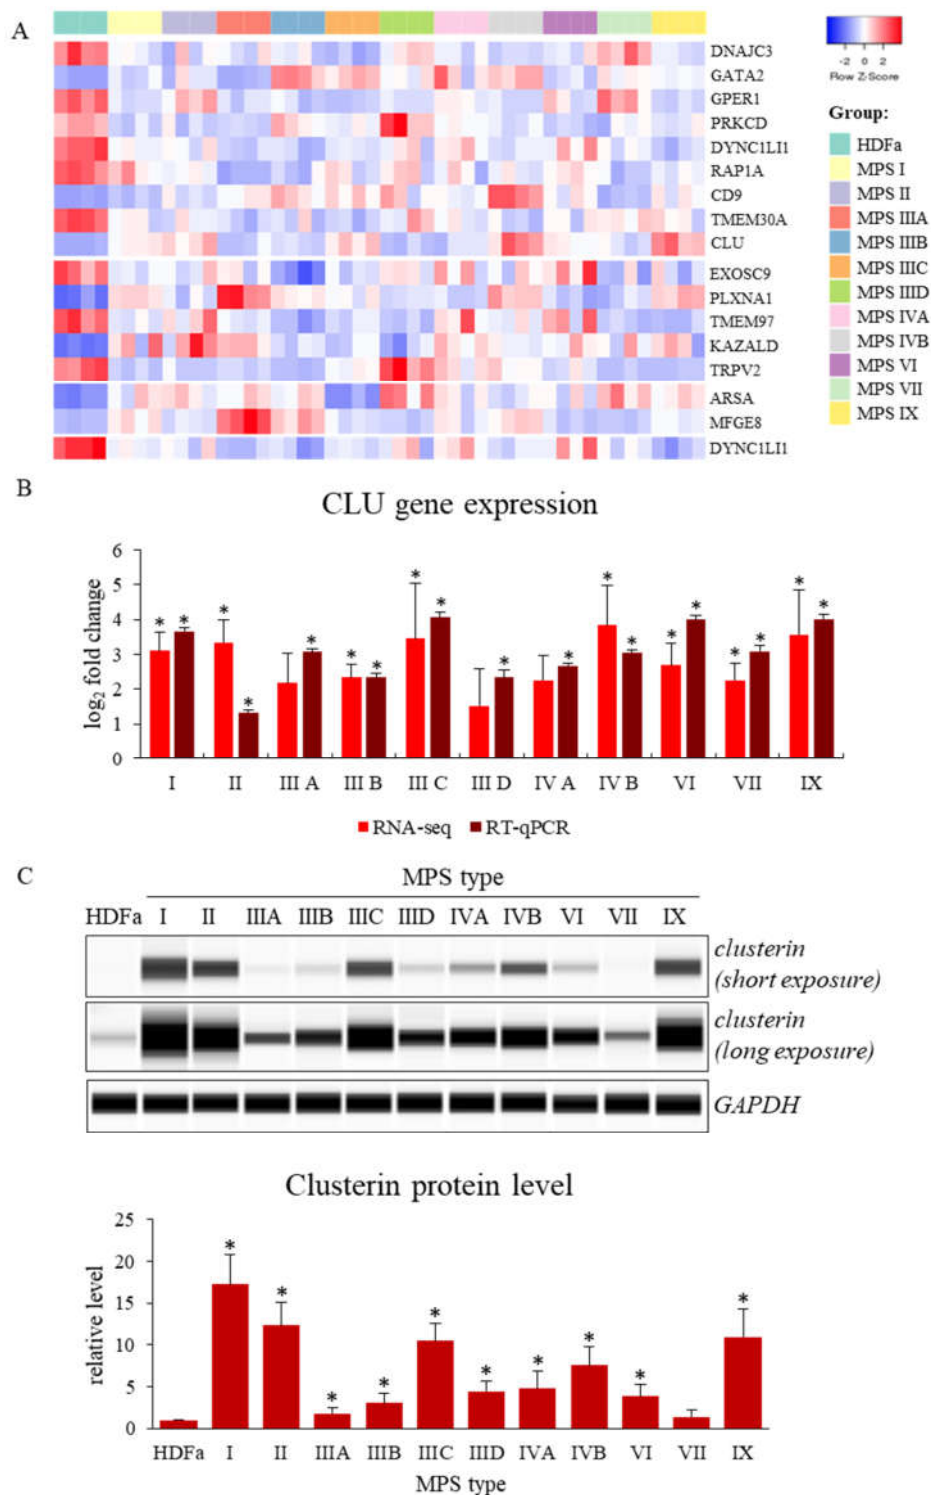 A
DNAJC3
GATA2
GPER1
PRKCD
DYNC1LI1
RAP1A
CD9
TMEM30A
CLU
EXOSC9
PLXNA1
TMEM97
KAZALD
TRPV2
ARSA
MFGE8
DYNC1LI1
-2 0 2
Row Z-Score
Group:
HDFa
MPS I
MPS II
MPS IIIA
MPS IIIB
MPS IIIC
MPS IIID
MPS IVA
MPS IVB
MPS VI
MPS VII
MPS IX
B
CLU gene expression
log2 fold change
6
5
4
3
2
1
0
* * * * * * * * * * * * * * * * * *
I II III A III B III C III D IV A IV B VI VII IX
RNA-seq RT-qPCR
C
MPS type
HDFa I II IIIA IIIB IIIC IIID IVA IVB VI VII IX
clusterin
(short exposure)
clusterin
(long exposure)
GAPDH
Clusterin protein level
relative level
25
20
15
10
5
0
* * * * * * * * * *
HDFa I II IIIA IIIB IIIC IIID IVA IVB VI VII IX
MPS type